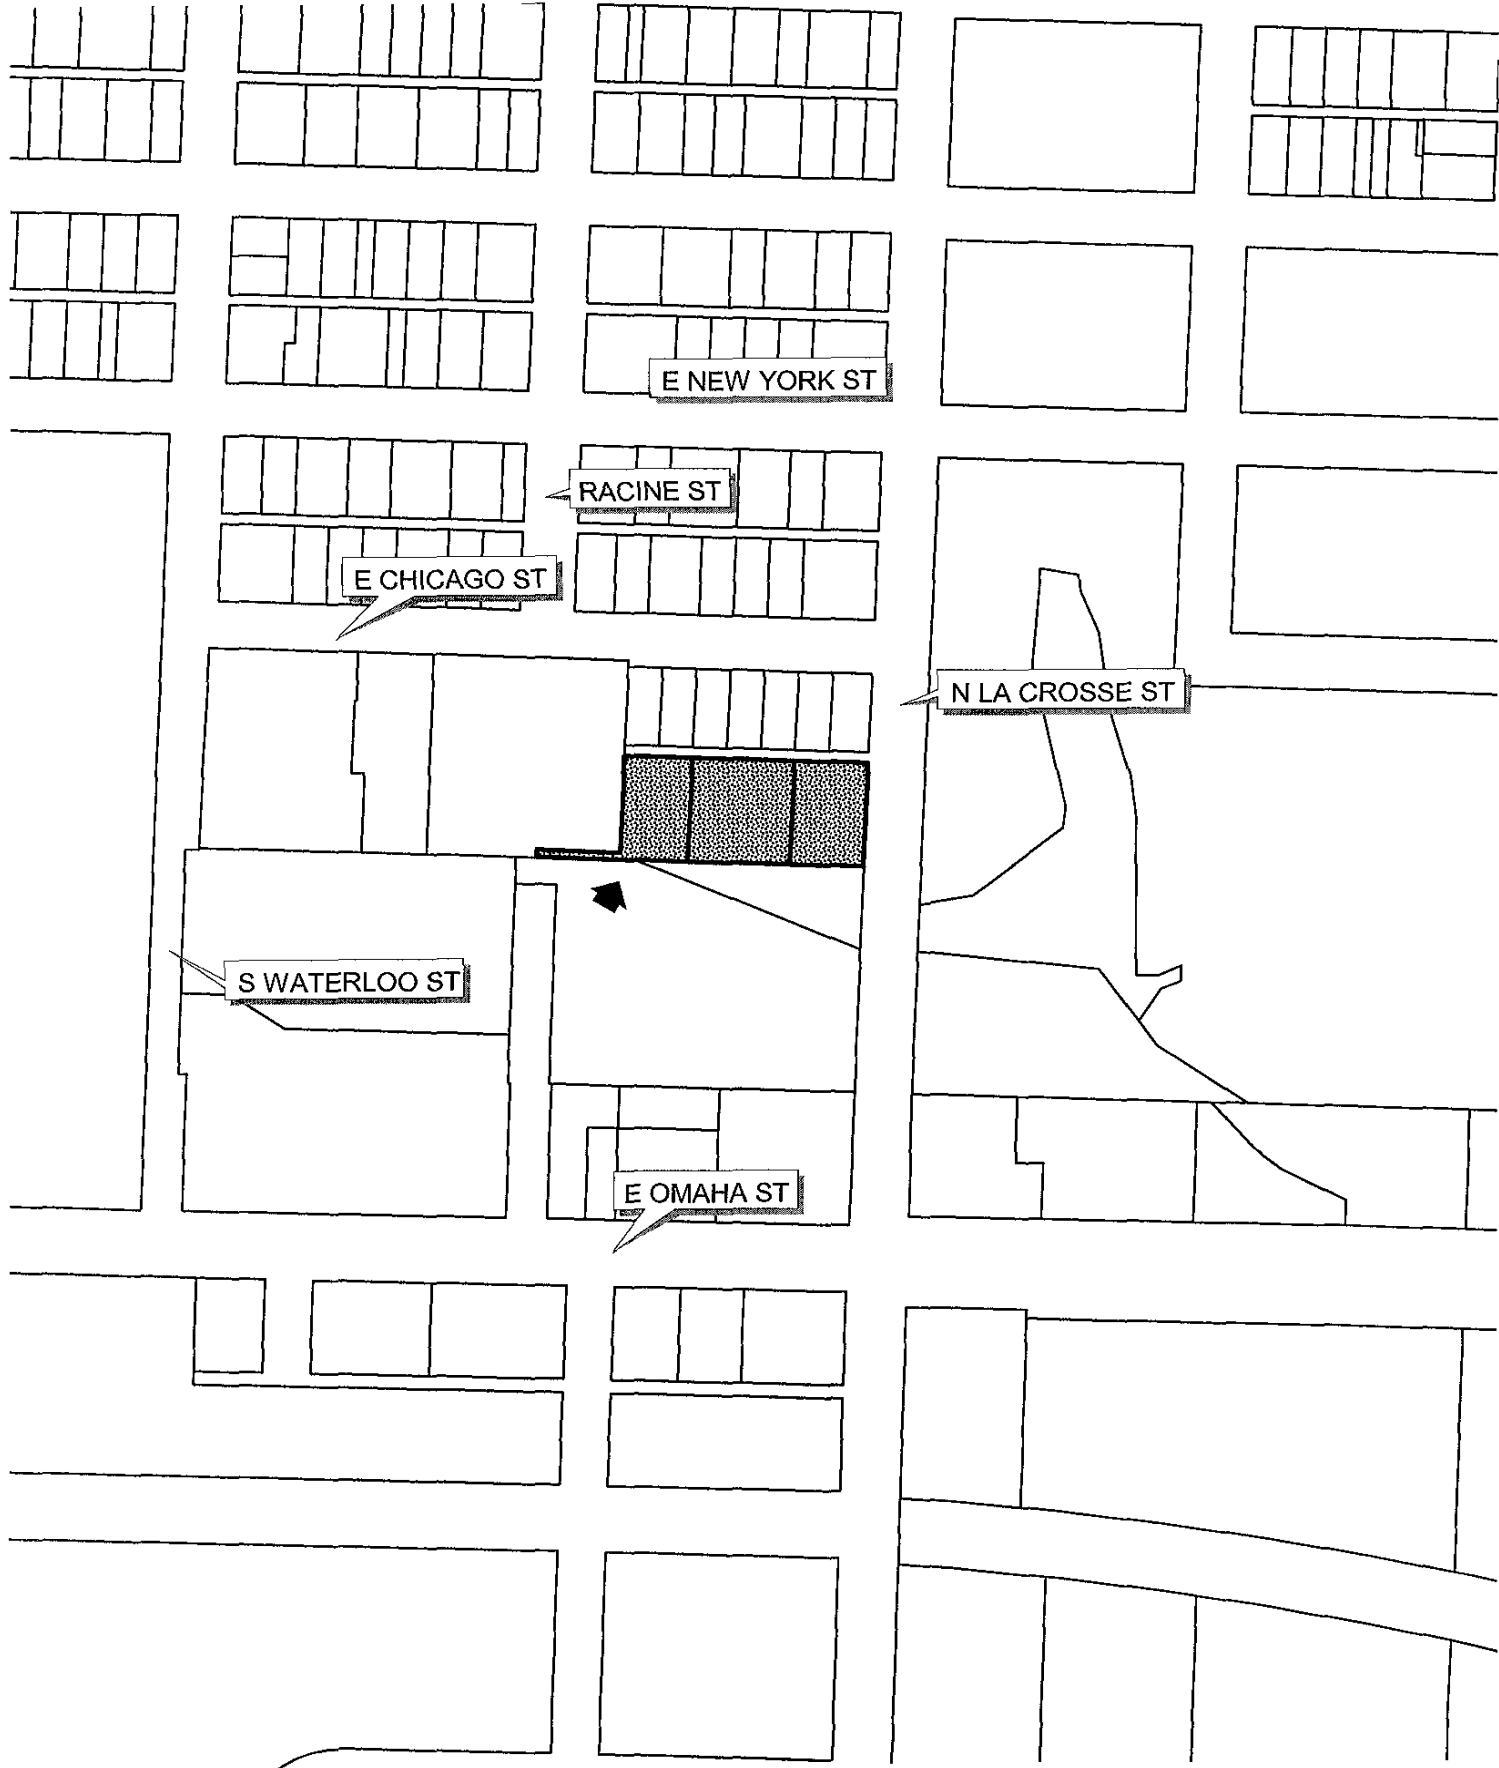 E NEW YORK ST
RACINE ST
E CHICAGO ST
N LA CROSSE ST
S WATERLOO ST
E OMAHA ST